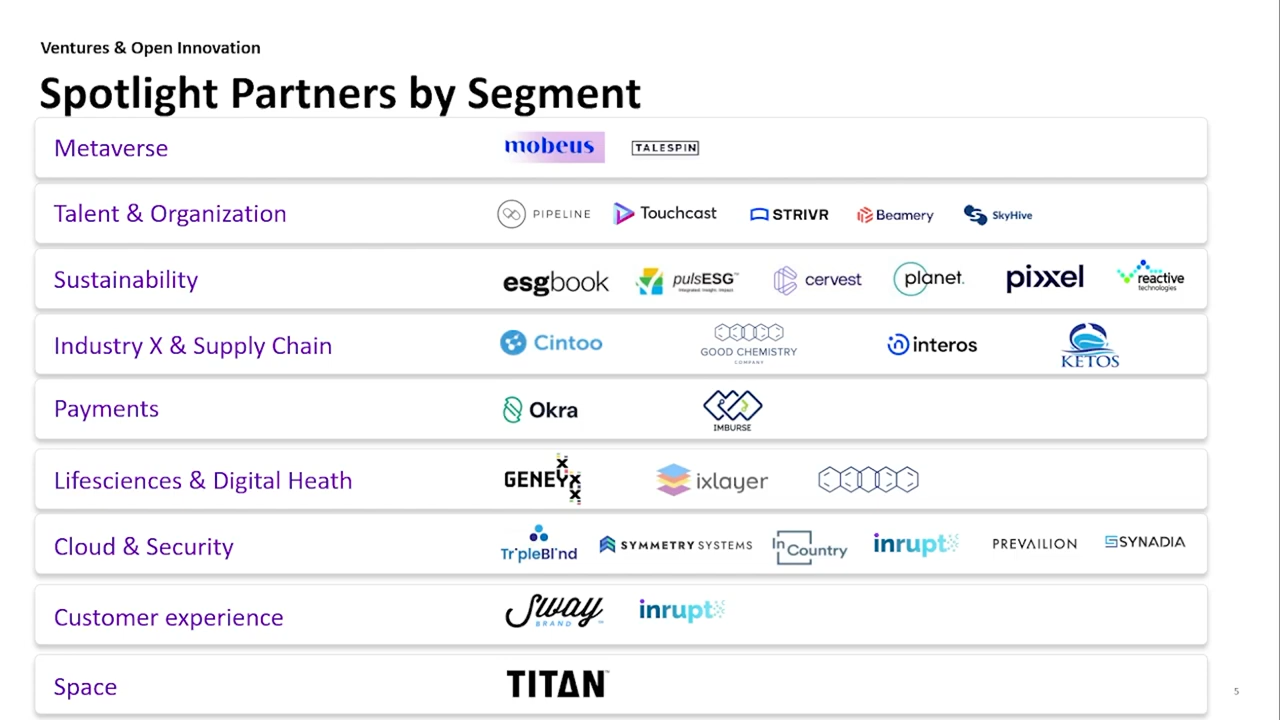 Ventures & Open Innovation
Spotlight Partners by Segment
Metaverse
mobeus TALESPIN
Talent & Organization
PIPELINE Touchcast STRIVR Beamery SkyHive
Sustainability
esgbook pulsESG™ cervest planet. pixxel reactive technologies
Industry X & Supply Chain
Cintoo GOOD CHEMISTRY COMPANY interos KETOS
Payments
Okra IMBURSE
Lifesciences & Digital Heath
GENEYX ixlayer
Cloud & Security
TripleBlind SYMMETRY SYSTEMS InCountry inrupt PREVAILION SYNADIA
Customer experience
Sway BRAND inrupt
Space
TITAN
5